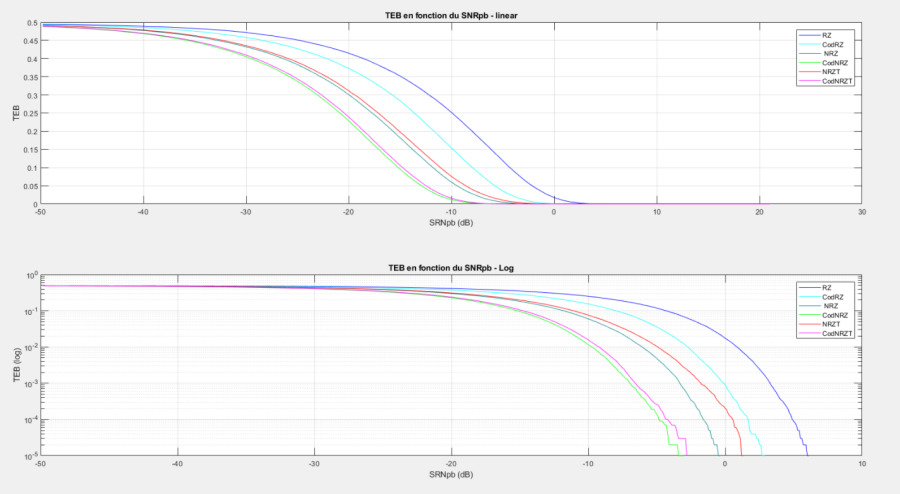 TEB en fonction du SNRpb - linear
0.5
0.45
0.4
0.35
0.3
0.25
0.2
0.15
0.1
0.05
0
TEB
-50 -40 -30 -20 -10 0 10 20 30
SRNpb (dB)
RZ
CodRZ
NRZ
CodNRZ
NRZT
CodNRZT
TEB en fonction du SNRpb - Log
10^0
10^-1
10^-2
10^-3
10^-4
10^-5
TEB (log)
-50 -40 -30 -20 -10 0 10
SRNpb (dB)
RZ
CodRZ
NRZ
CodNRZ
NRZT
CodNRZT